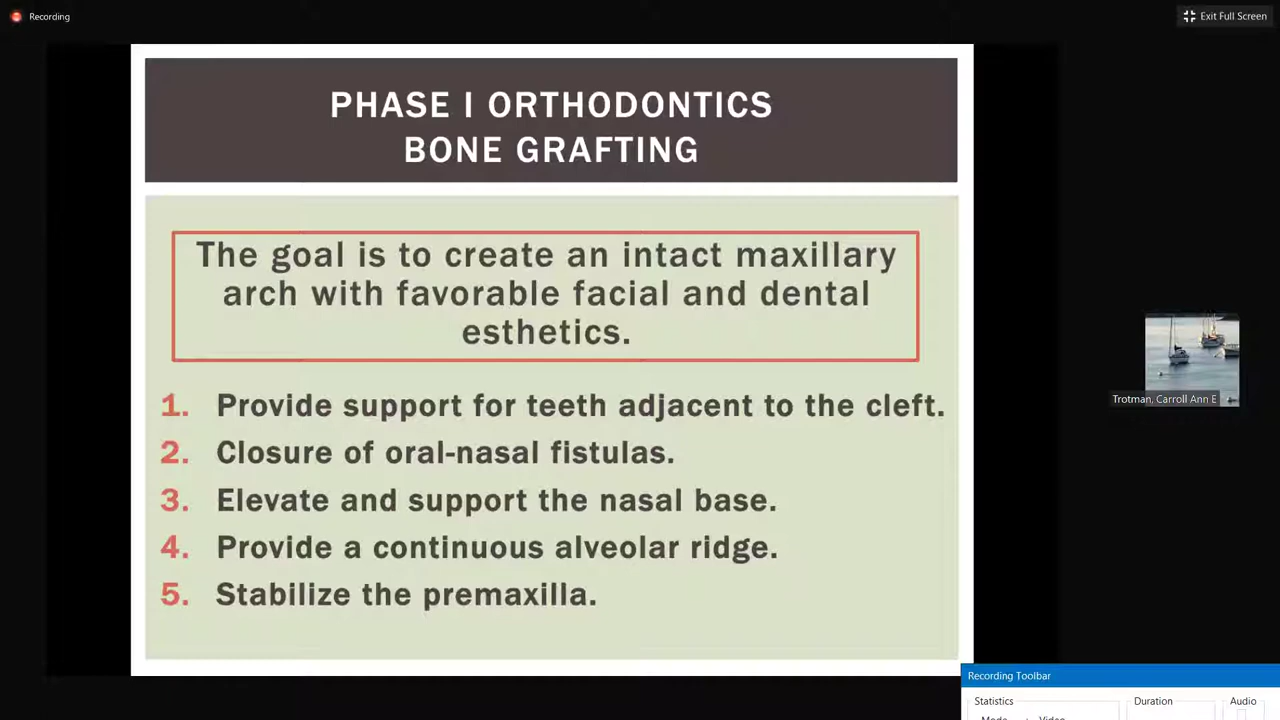 Recording
Exit Full Screen
PHASE I ORTHODONTICS
BONE GRAFTING
The goal is to create an intact maxillary
arch with favorable facial and dental
esthetics.
1. Provide support for teeth adjacent to the cleft.
2. Closure of oral-nasal fistulas.
3. Elevate and support the nasal base.
4. Provide a continuous alveolar ridge.
5. Stabilize the premaxilla.
Trotman, Carroll Ann E
Recording Toolbar
Statistics Duration Audio
Mode Video